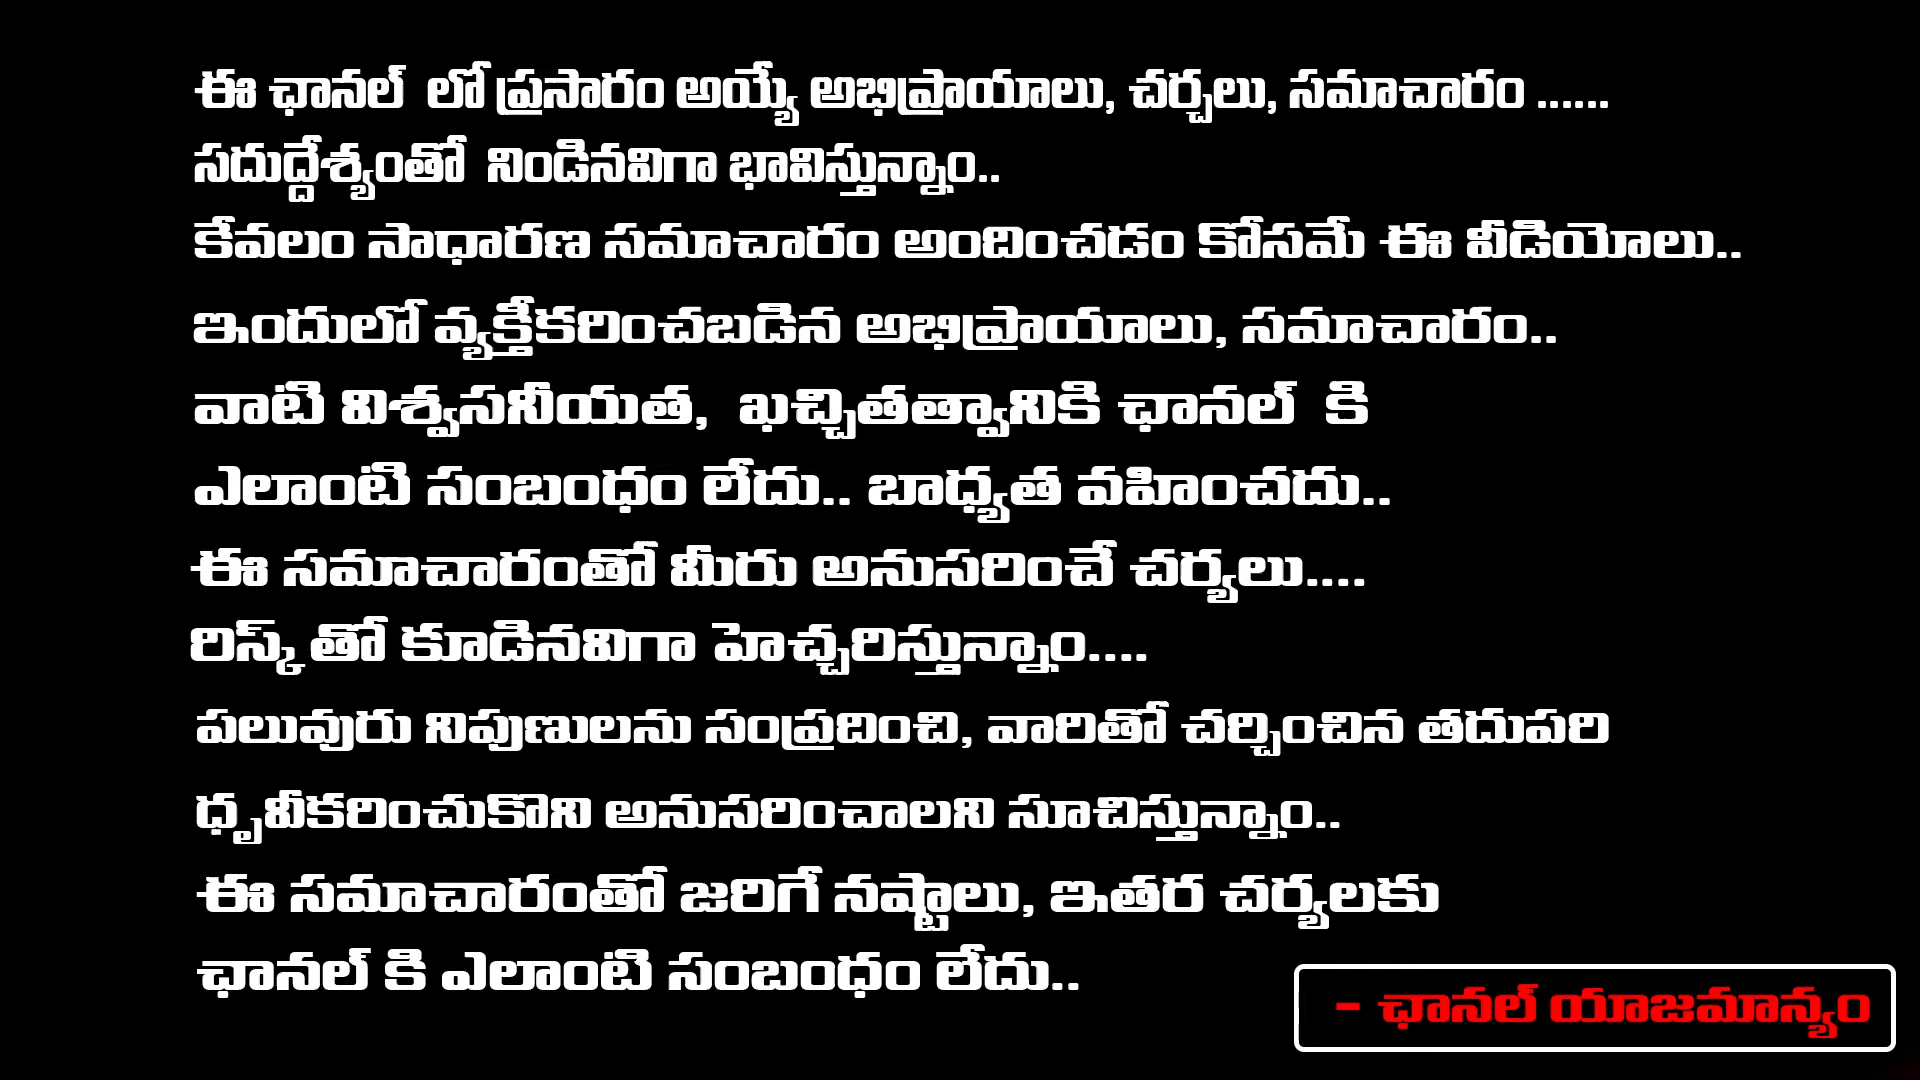 ఈ ఛానల్ లో ప్రసారం అయ్యే అభిప్రాయాలు, చర్చలు, సమాచారం ......
సదుద్దేశ్యంతో నిండినవిగా భావిస్తున్నాం..
కేవలం సాధారణ సమాచారం అందించడం కోసమే ఈ వీడియోలు..
ఇందులో వ్యక్తీకరించబడిన అభిప్రాయాలు, సమాచారం..
వాటి విశ్వసనీయత, ఖచ్చితత్వానికి ఛానల్ కి
ఎలాంటి సంబంధం లేదు.. బాధ్యత వహించదు..
ఈ సమాచారంతో మీరు అనుసరించే చర్యలు....
రిస్క్ తో కూడినవిగా హెచ్చరిస్తున్నాం....
పలువురు నిపుణులను సంప్రదించి, వారితో చర్చించిన తదుపరి
ధృవీకరించుకొని అనుసరించాలని సూచిస్తున్నాం..
ఈ సమాచారంతో జరిగే నష్టాలు, ఇతర చర్యలకు
ఛానల్ కి ఎలాంటి సంబంధం లేదు..
- ఛానల్ యాజమాన్యం